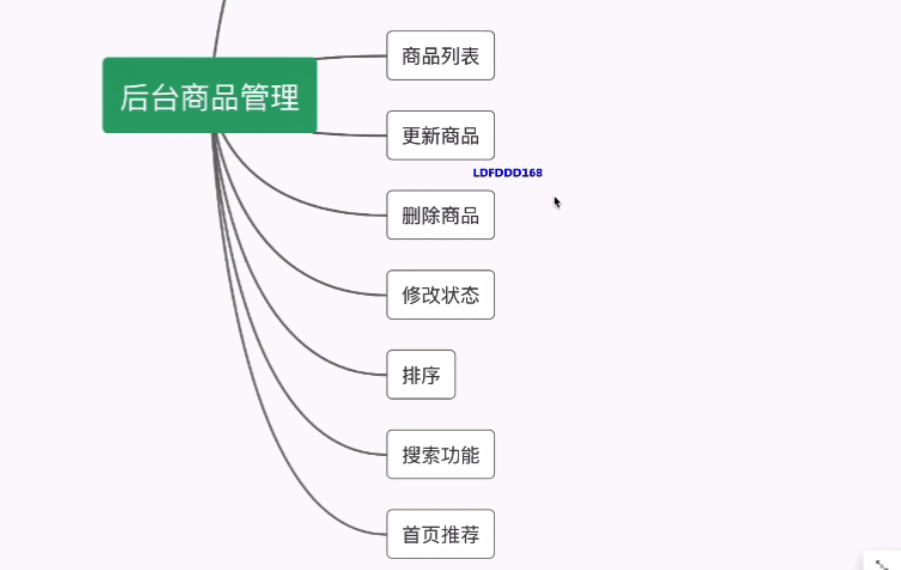 商品列表
后台商品管理
更新商品
LDFDDD168
删除商品
修改状态
排序
搜索功能
首页推荐